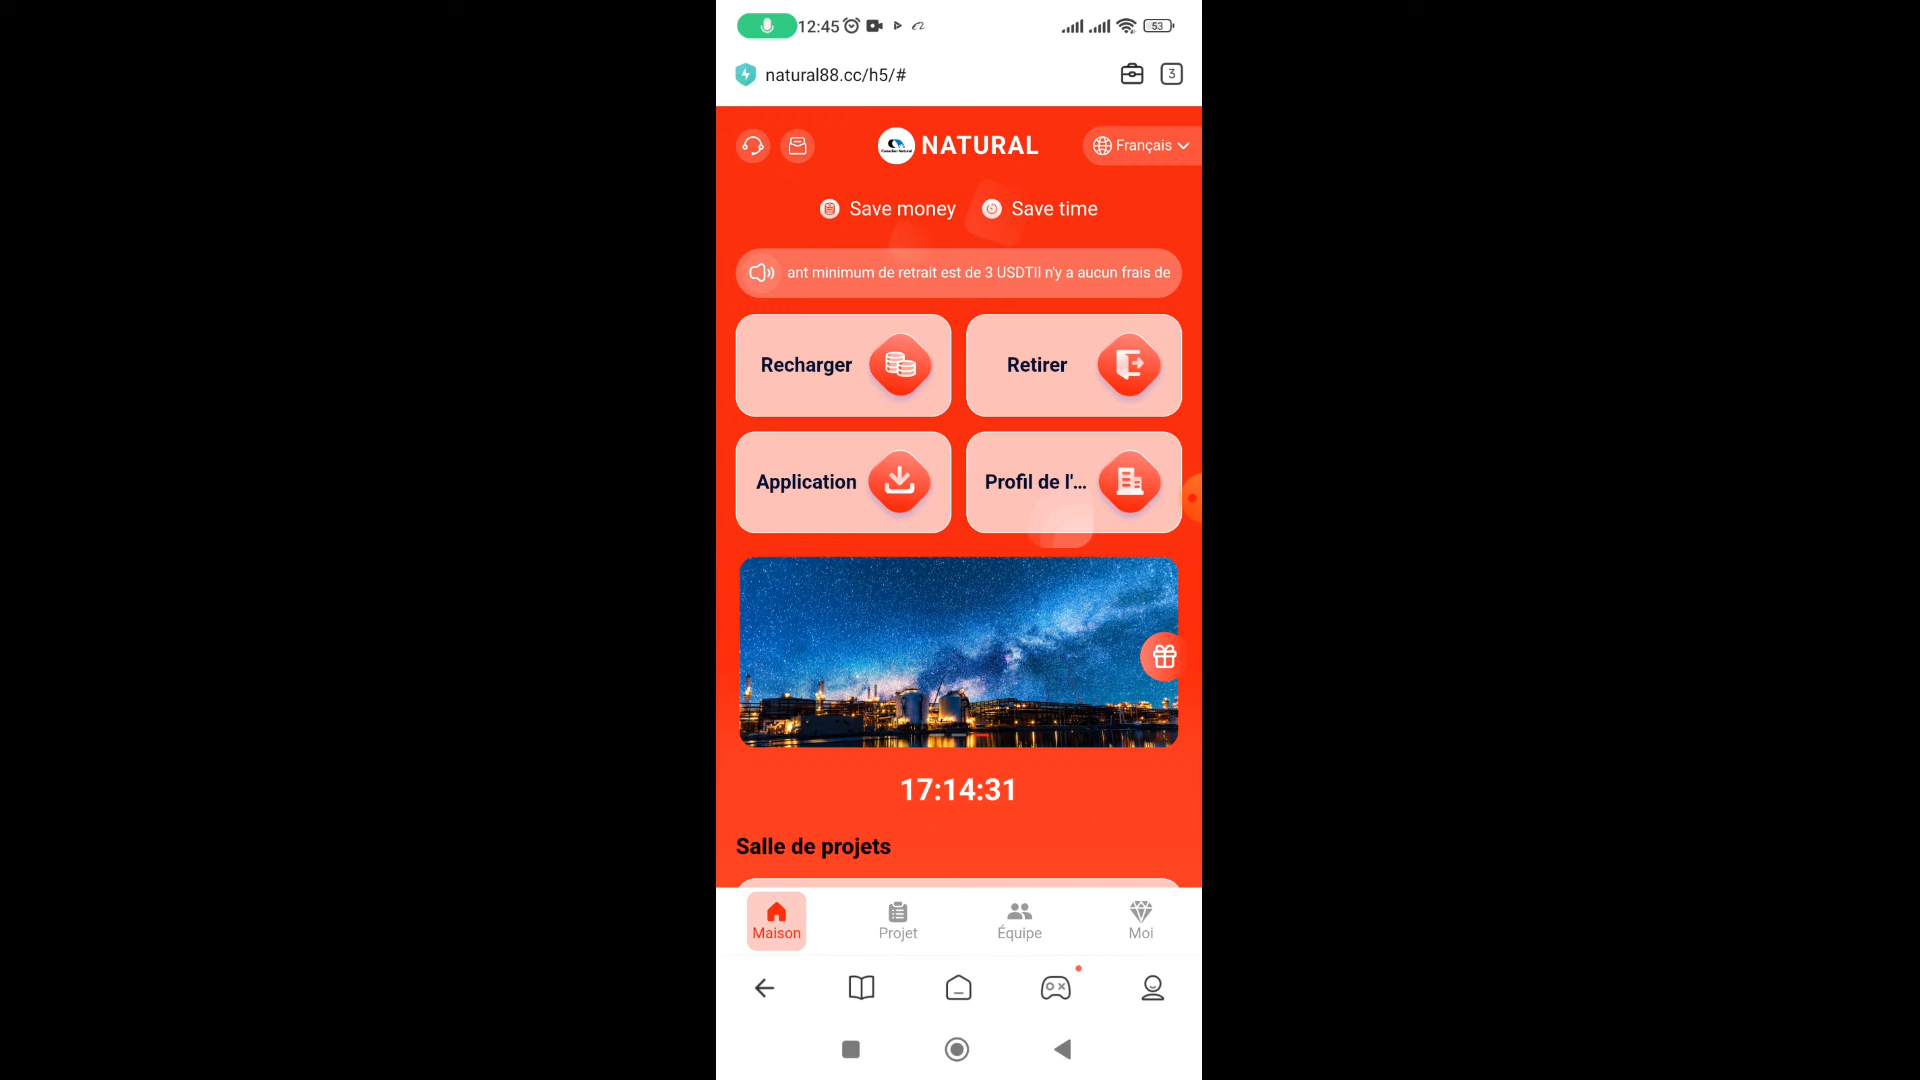 12:45
53
natural88.cc/h5/#
3
Canadian Natural
NATURAL
Français
Save money
Save time
ant minimum de retrait est de 3 USDTIl n'y a aucun frais de
Recharger
Retirer
Application
Profil de l'...
17:14:31
Salle de projets
Maison
Projet
Équipe
Moi